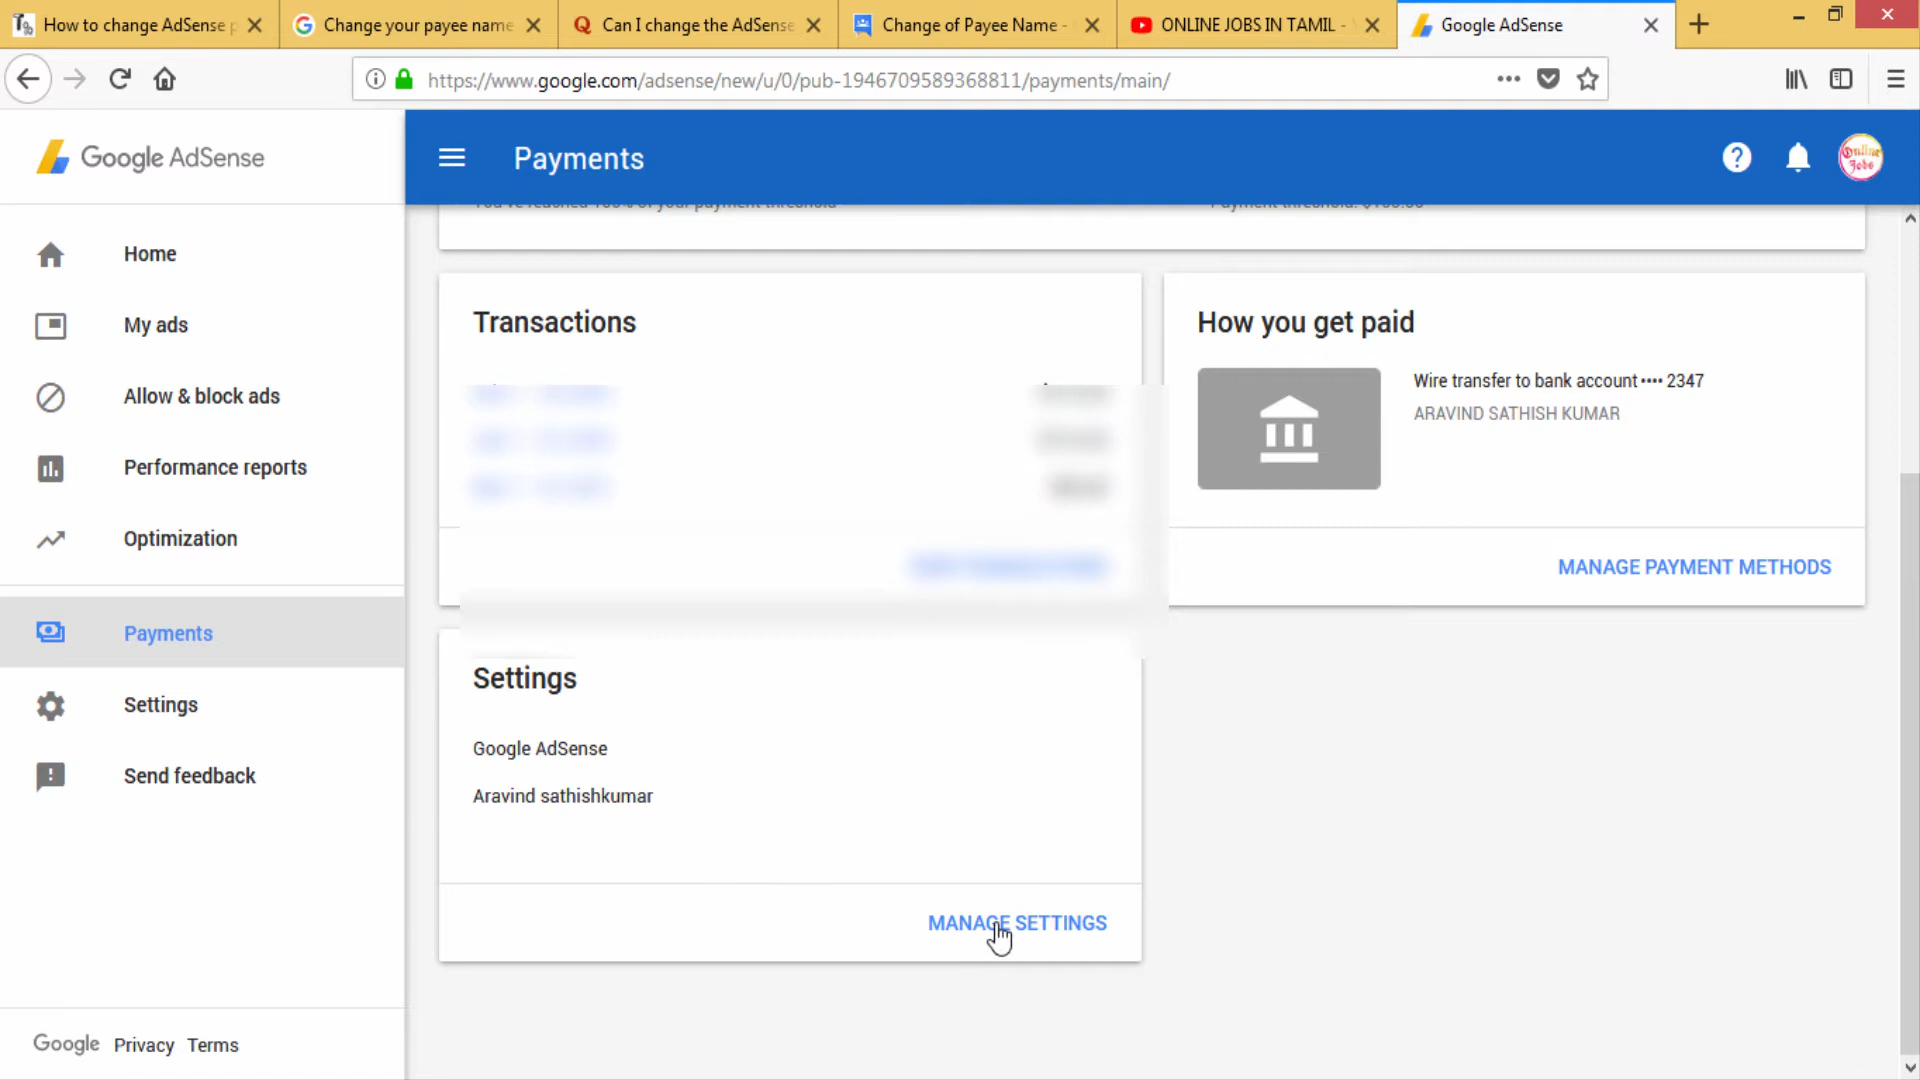 How to change AdSense p
Change your payee name
Can I change the AdSense
Change of Payee Name -
ONLINE JOBS IN TAMIL -
Google AdSense
https://www.google.com/adsense/new/u/0/pub-1946709589368811/payments/main/
Google AdSense
Payments
Online Jobs
Home
My ads
Allow & block ads
Performance reports
Optimization
Payments
Settings
Send feedback
Google Privacy Terms
Transactions
How you get paid
Wire transfer to bank account •••• 2347
ARAVIND SATHISH KUMAR
MANAGE PAYMENT METHODS
Settings
Google AdSense
Aravind sathishkumar
MANAGE SETTINGS